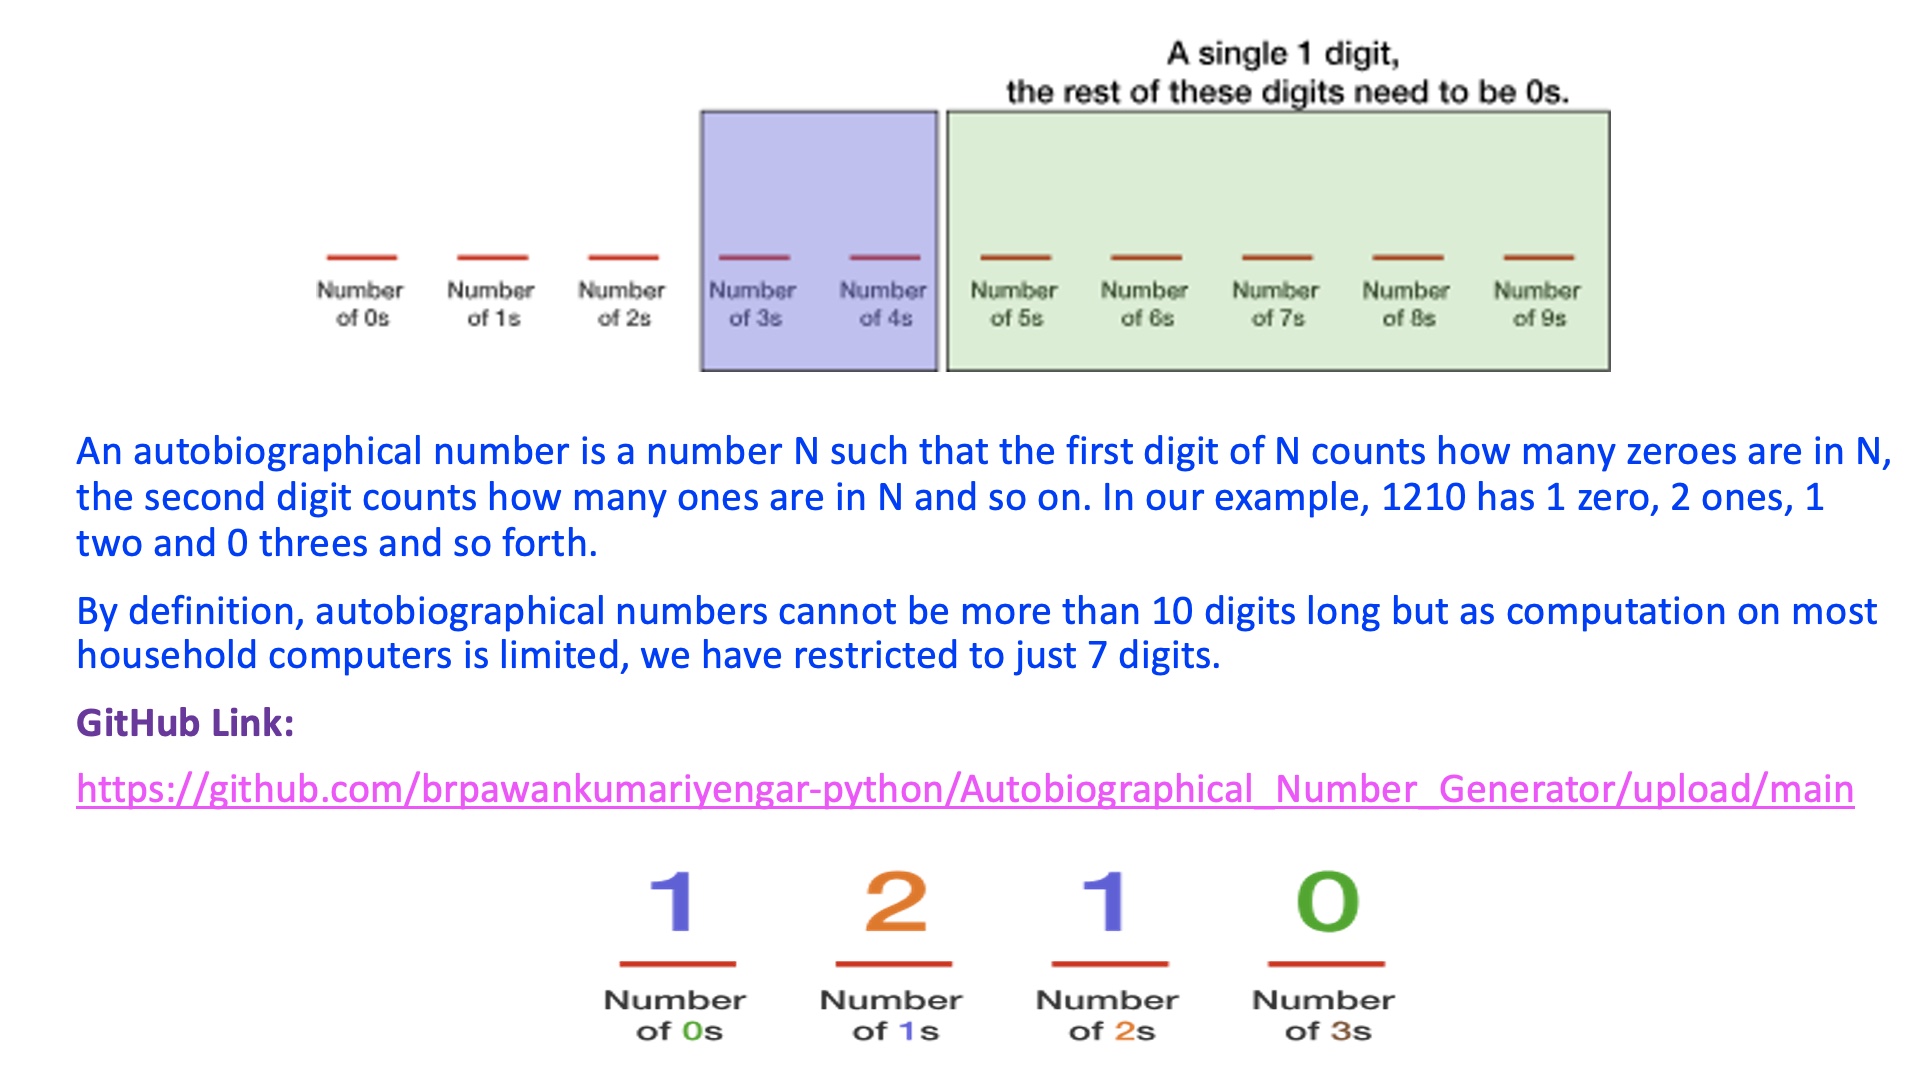 A single 1 digit,
the rest of these digits need to be 0s.
Number Number Number Number Number Number Number Number Number Number
of 0s of 1s of 2s of 3s of 4s of 5s of 6s of 7s of 8s of 9s
An autobiographical number is a number N such that the first digit of N counts how many zeroes are in N,
the second digit counts how many ones are in N and so on. In our example, 1210 has 1 zero, 2 ones, 1
two and 0 threes and so forth.
By definition, autobiographical numbers cannot be more than 10 digits long but as computation on most
household computers is limited, we have restricted to just 7 digits.
GitHub Link:
https://github.com/brpawankumariyengar-python/Autobiographical_Number_Generator/upload/main
1 2 1 0
Number Number Number Number
of 0s of 1s of 2s of 3s